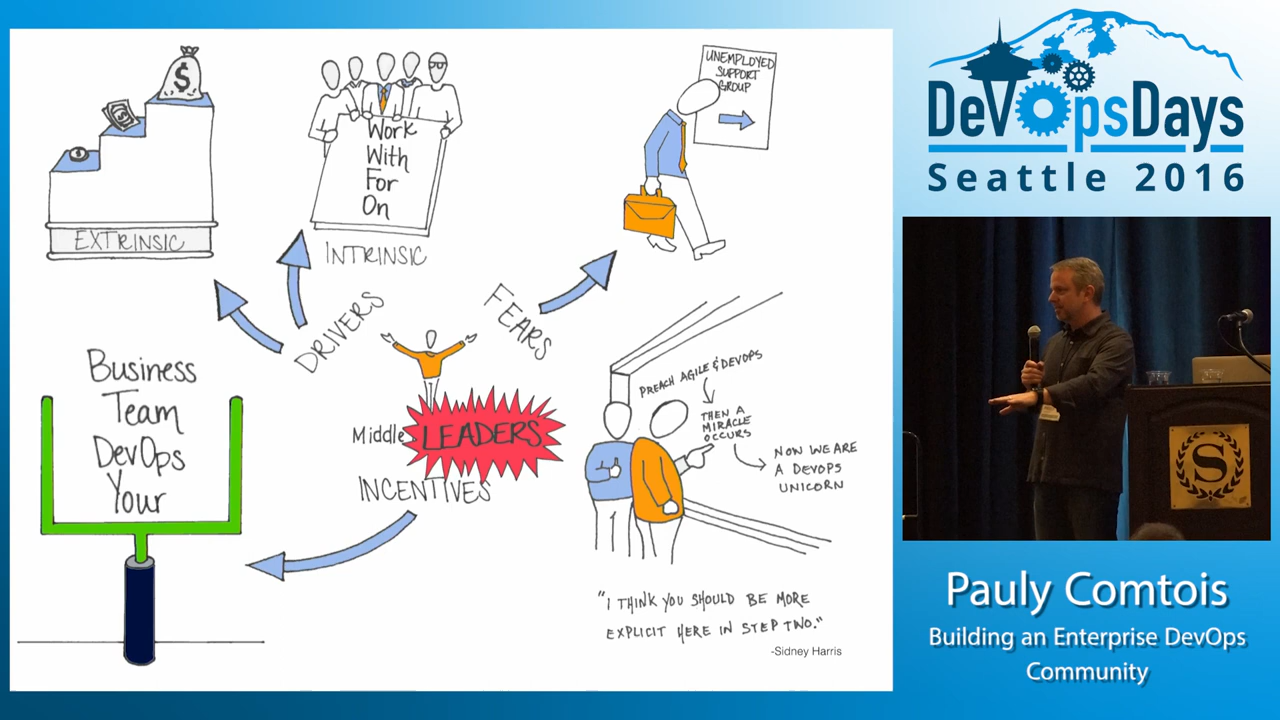 UNEMPLOYED
SUPPORT
GROUP
$
$
Work
With
For
On
EXTRINSIC
INTRINSIC
DRIVERS
FEARS
Business
Team
DevOps
Your
Middle LEADERS
INCENTIVES
PREACH AGILE & DEVOPS
THEN A
MIRACLE
OCCURS
NOW WE ARE
A DEVOPS
UNICORN
"I THINK YOU SHOULD BE MORE
EXPLICIT HERE IN STEP TWO."
-Sidney Harris
DevOpsDays
Seattle 2016
S
Pauly Comtois
Building an Enterprise DevOps
Community